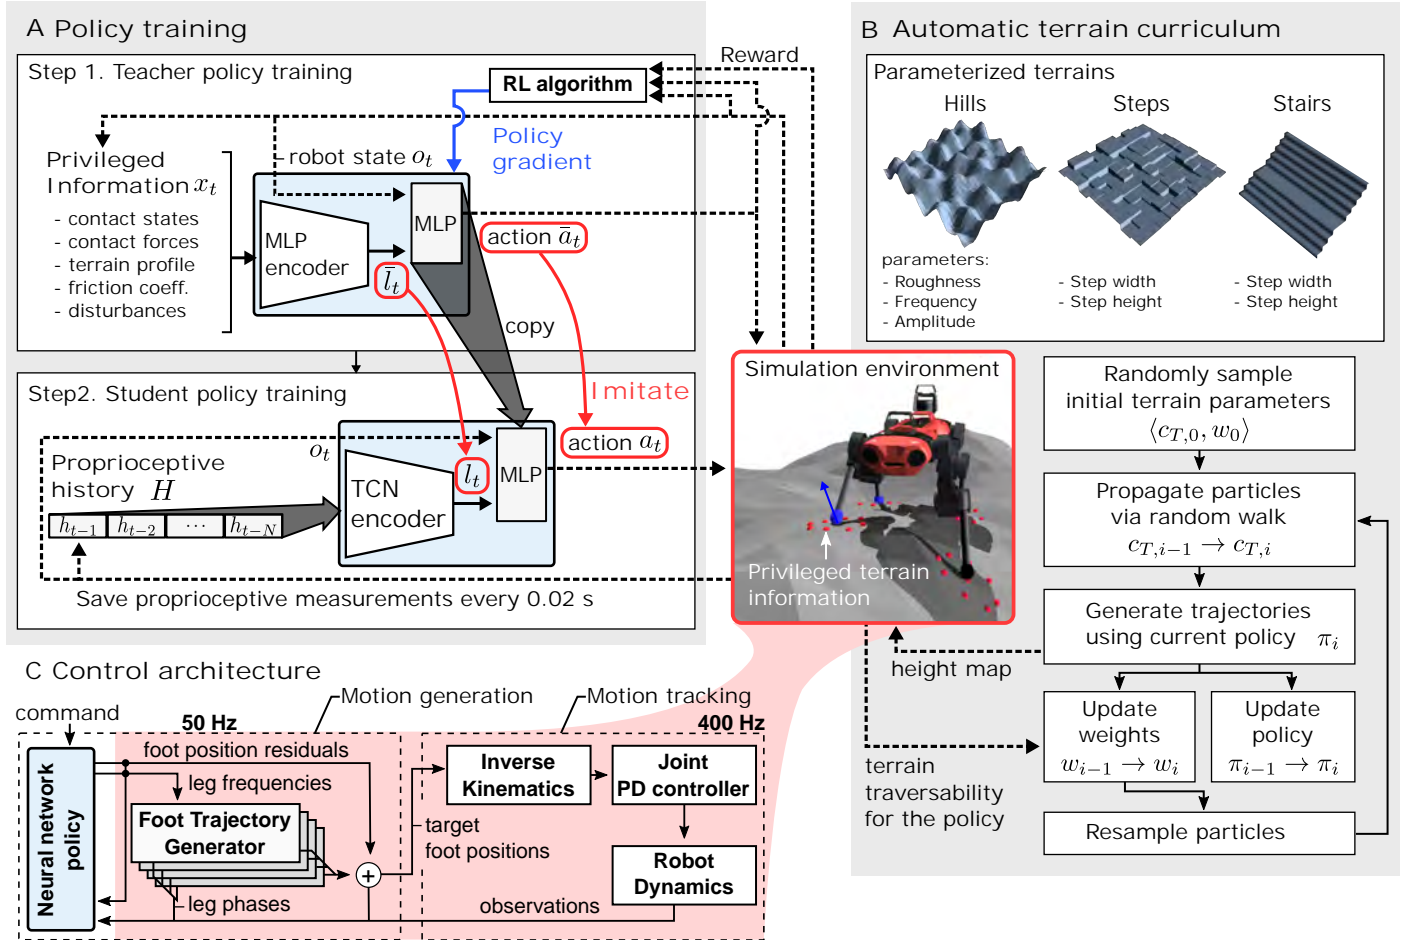 A Policy training
Step 1. Teacher policy training
Reward
RL algorithm
Policy
gradient
robot state o_t
Privileged
Information x_t
- contact states
- contact forces
- terrain profile
- friction coeff.
- disturbances
MLP
encoder
MLP
l̄_t
action ā_t
copy
Step2. Student policy training
Imitate
action a_t
o_t
Proprioceptive
history H
h_{t−1} h_{t−2} ⋯ h_{t−N}
TCN
encoder
l_t
MLP
Save proprioceptive measurements every 0.02 s
Simulation environment
Privileged terrain
information
B Automatic terrain curriculum
Parameterized terrains
Hills
Steps
Stairs
parameters:
- Roughness
- Frequency
- Amplitude
- Step width
- Step height
- Step width
- Step height
Randomly sample
initial terrain parameters
⟨c_{T,0}, w_0⟩
Propagate particles
via random walk
c_{T,i−1} → c_{T,i}
Generate trajectories
using current policy π_i
height map
Update
weights
w_{i−1} → w_i
Update
policy
π_{i−1} → π_i
terrain
traversability
for the policy
Resample particles
C Control architecture
Motion generation
Motion tracking
command
50 Hz
400 Hz
Neural network
policy
foot position residuals
leg frequencies
Foot Trajectory
Generator
leg phases
+
target
foot positions
Inverse
Kinematics
Joint
PD controller
Robot
Dynamics
observations